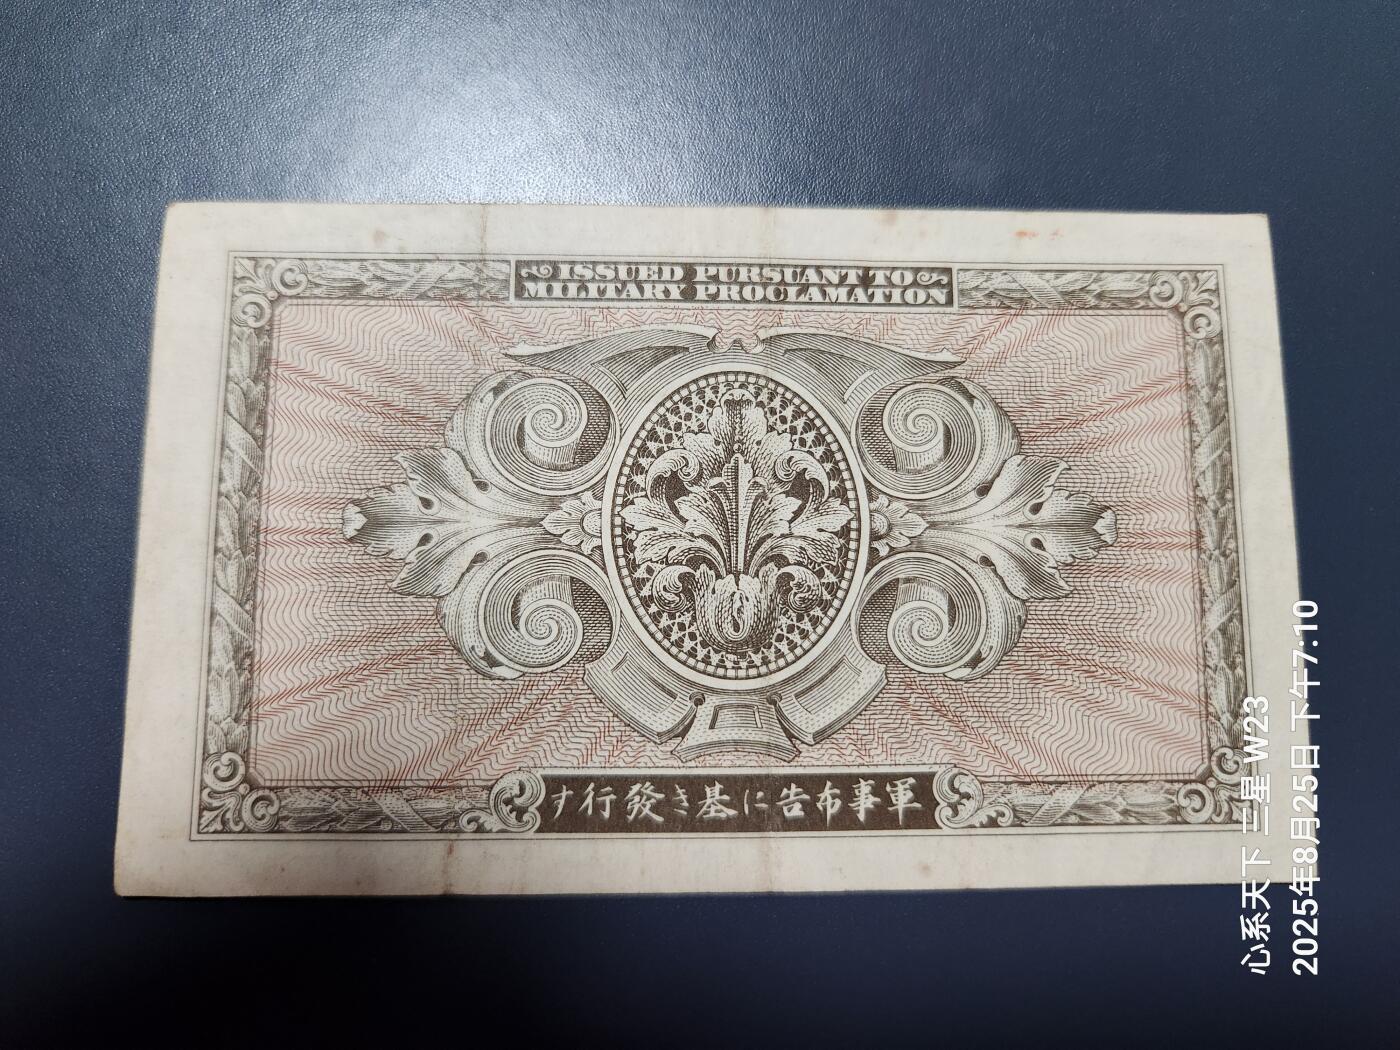 ISSUED PURSUANT TO
MILITARY PROCLAMATION
す行發き基に告布事軍
心系天下三星 W23
2025年8月25日 下午7:10